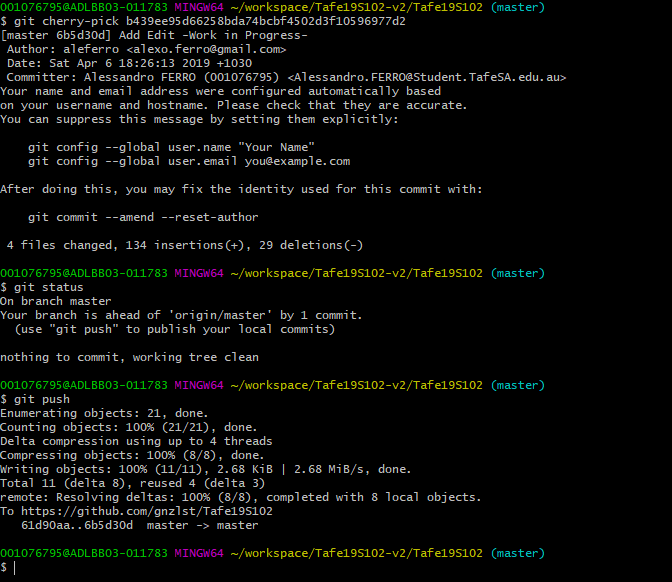 001076795@ADLBB03-011783 MINGW64 ~/workspace/Tafe19S102-v2/Tafe19S102 (master)
$ git cherry-pick b439ee95d66258bda74bcbf4502d3f10596977d2
[master 6b5d30d] Add Edit -Work in Progress-
 Author: aleferro <alexo.ferro@gmail.com>
 Date: Sat Apr 6 18:26:13 2019 +1030
 Committer: Alessandro FERRO (001076795) <Alessandro.FERRO@Student.TafeSA.edu.au>
Your name and email address were configured automatically based
on your username and hostname. Please check that they are accurate.
You can suppress this message by setting them explicitly:

    git config --global user.name "Your Name"
    git config --global user.email you@example.com

After doing this, you may fix the identity used for this commit with:

    git commit --amend --reset-author

 4 files changed, 134 insertions(+), 29 deletions(-)

001076795@ADLBB03-011783 MINGW64 ~/workspace/Tafe19S102-v2/Tafe19S102 (master)
$ git status
On branch master
Your branch is ahead of 'origin/master' by 1 commit.
  (use "git push" to publish your local commits)

nothing to commit, working tree clean

001076795@ADLBB03-011783 MINGW64 ~/workspace/Tafe19S102-v2/Tafe19S102 (master)
$ git push
Enumerating objects: 21, done.
Counting objects: 100% (21/21), done.
Delta compression using up to 4 threads
Compressing objects: 100% (8/8), done.
Writing objects: 100% (11/11), 2.68 KiB | 2.68 MiB/s, done.
Total 11 (delta 8), reused 4 (delta 3)
remote: Resolving deltas: 100% (8/8), completed with 8 local objects.
To https://github.com/gnzlst/Tafe19S102
   61d90aa..6b5d30d  master -> master

001076795@ADLBB03-011783 MINGW64 ~/workspace/Tafe19S102-v2/Tafe19S102 (master)
$